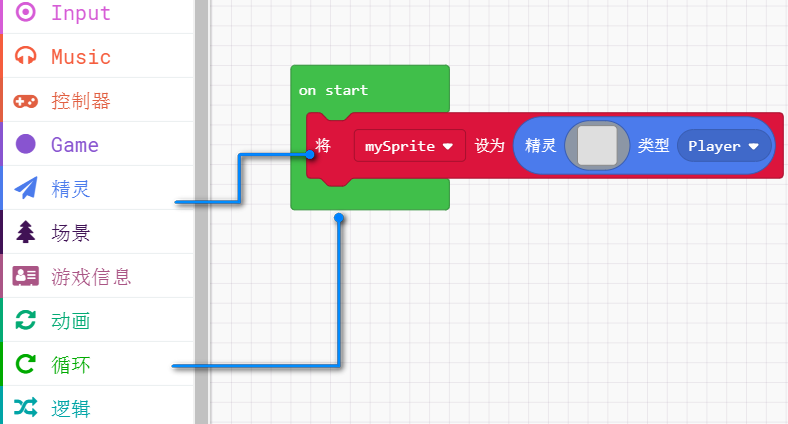 Input
Music
控制器
Game
精灵
场景
游戏信息
动画
循环
逻辑
on start
将 mySprite 设为 精灵 类型 Player